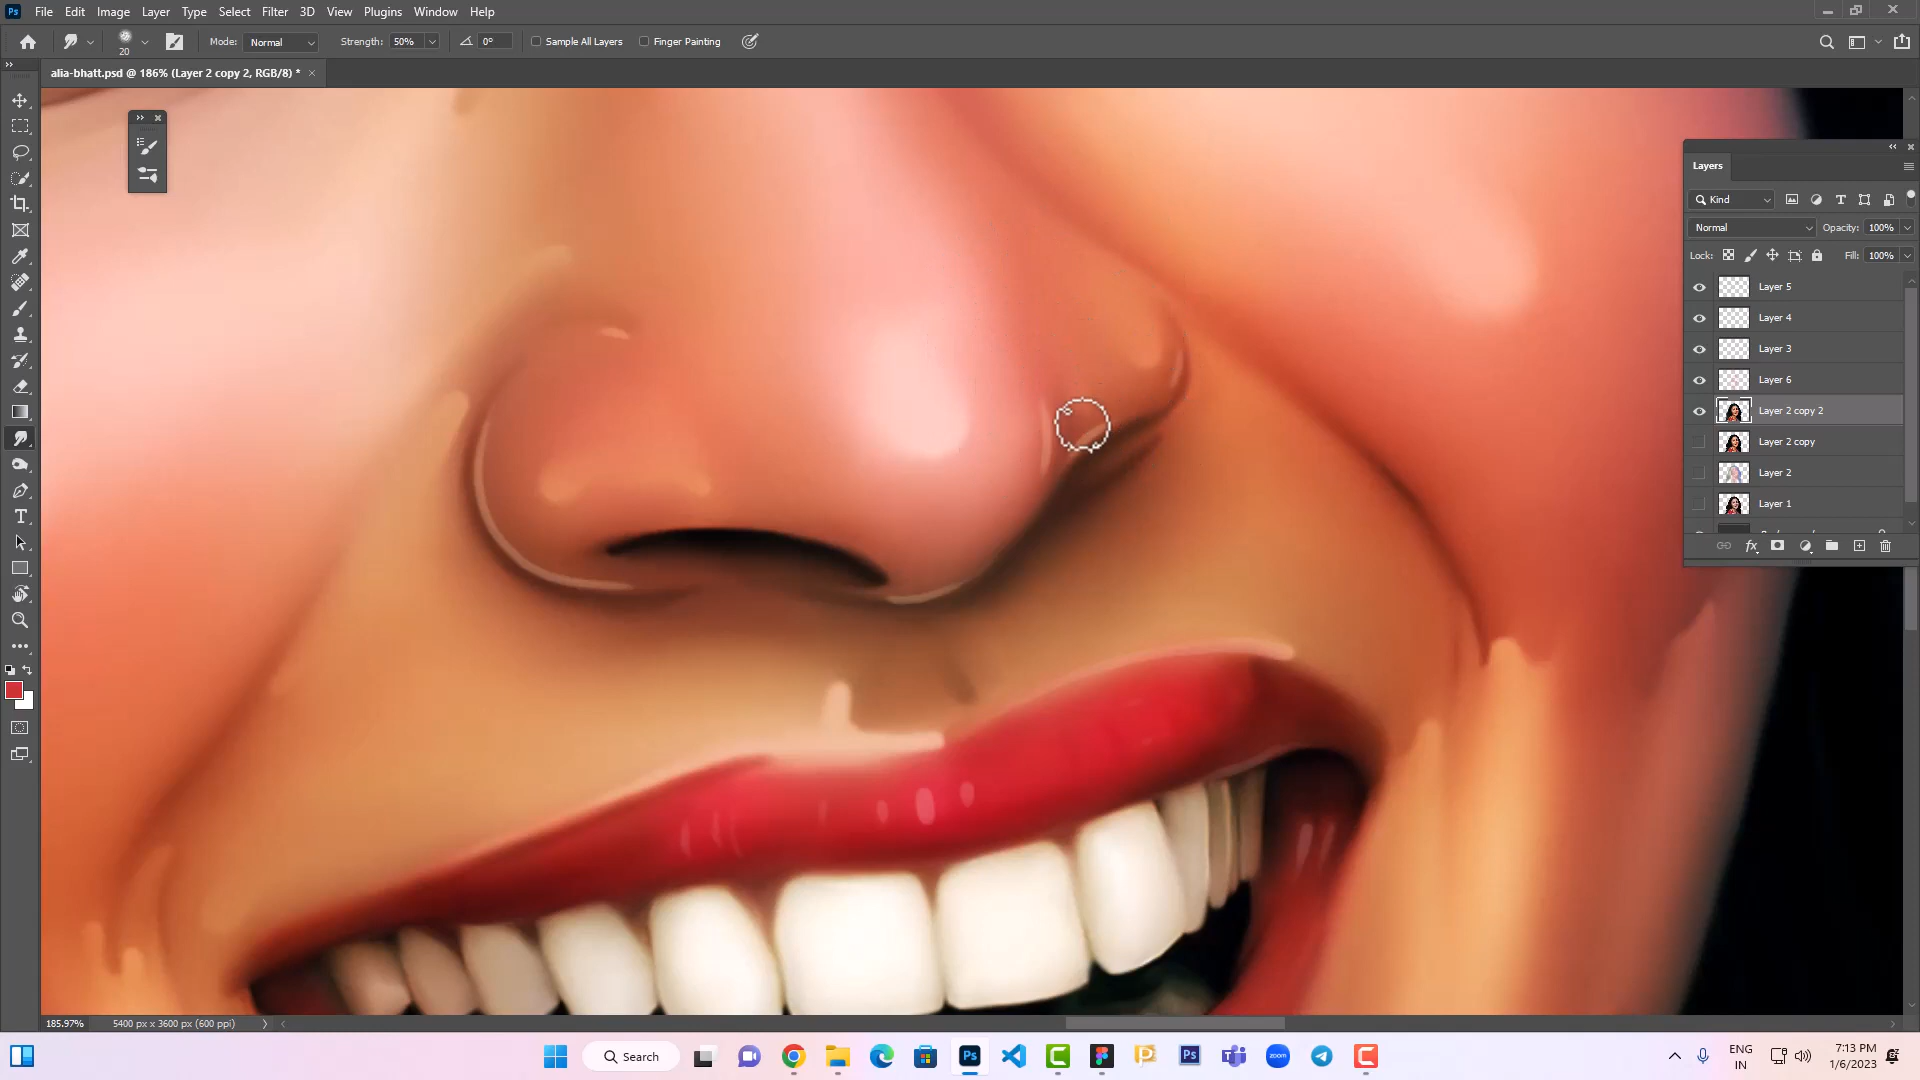 Ps File Edit Image Layer Type Select Filter 3D View Plugins Window Help
20 Mode: Normal Strength: 50% 0° Sample All Layers Finger Painting
alia-bhatt.psd @ 186% (Layer 2 copy 2, RGB/8) *
Layers
Kind
Normal Opacity: 100%
Lock: Fill: 100%
Layer 5
Layer 4
Layer 3
Layer 6
Layer 2 copy 2
Layer 2 copy
Layer 2
Layer 1
fx
185.97% 5400 px x 3600 px (600 ppi)
Search
Ps
Ps
zoom
ENG
IN
7:13 PM
1/6/2023